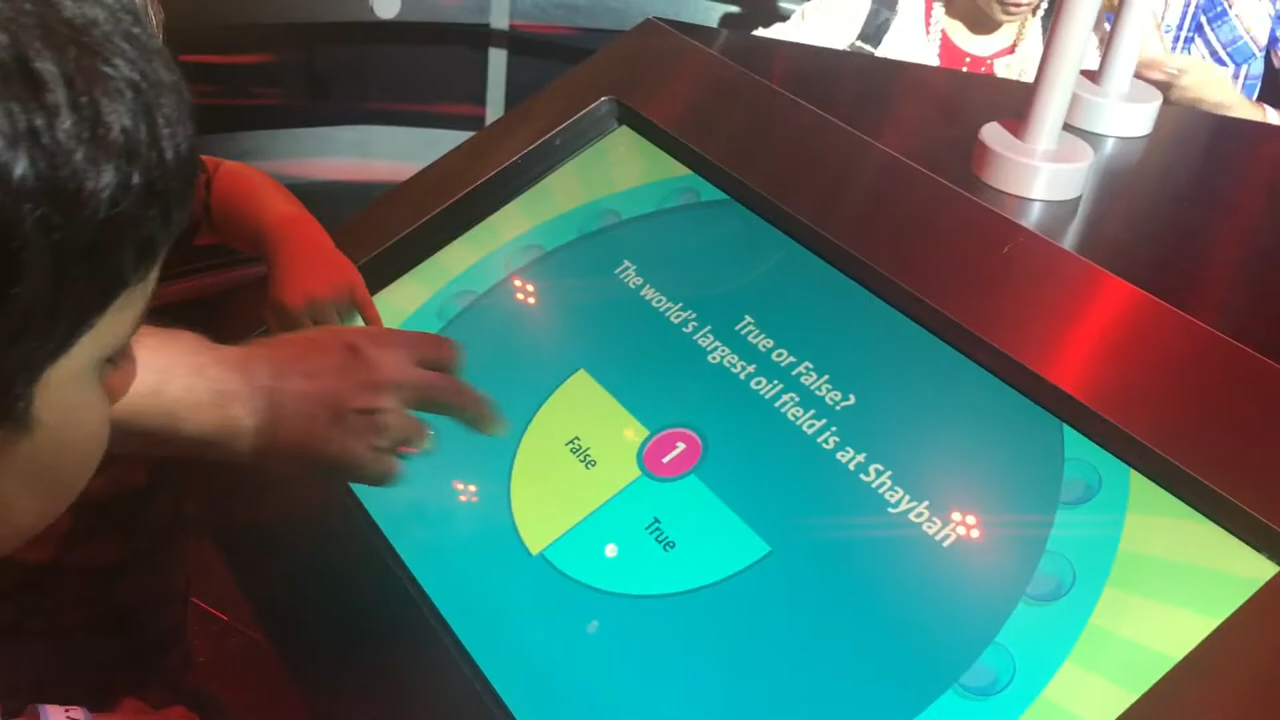 True or False?
The world's largest oil field is at Shaybah
1
False
True